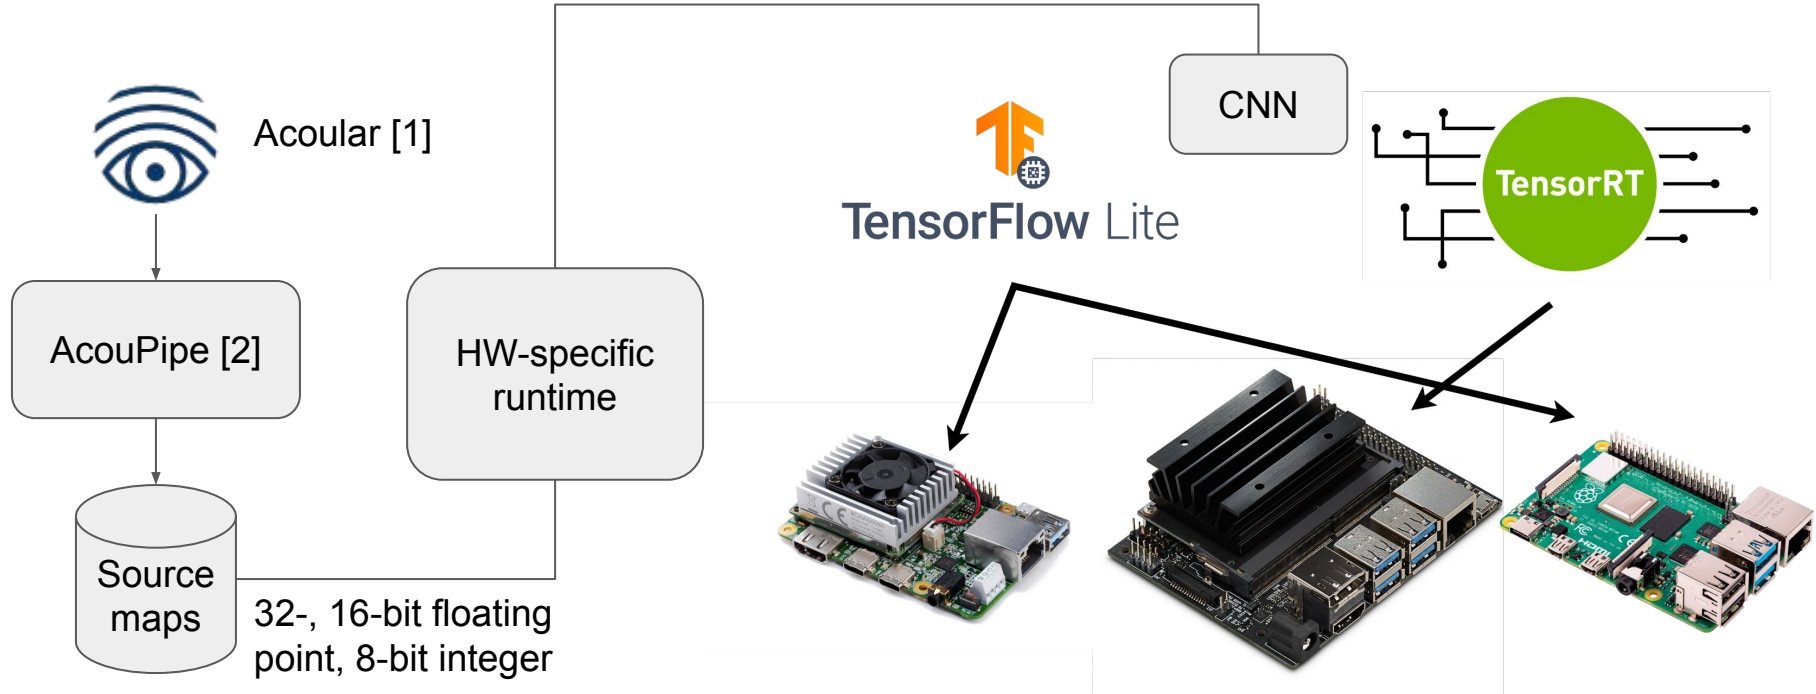 Acoular [1]
AcouPipe [2]
Source
maps
32-, 16-bit floating
point, 8-bit integer
HW-specific
runtime
CNN
TensorFlow Lite
TensorRT